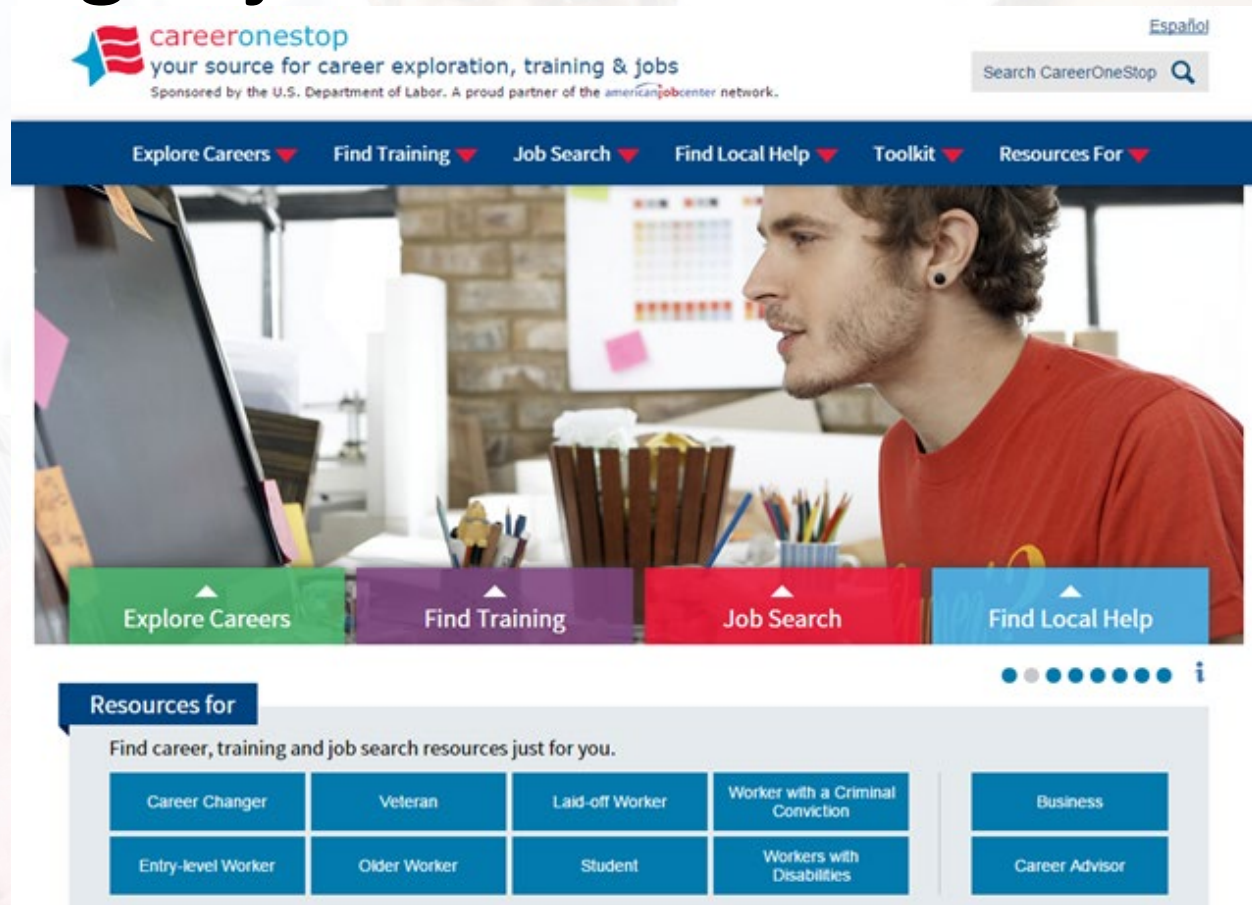 careeronestop
Español
your source for career exploration, training & jobs
Search CareerOneStop
Sponsored by the U.S. Department of Labor. A proud partner of the americanjobcenter network.
Explore Careers Find Training Job Search Find Local Help Toolkit Resources For
Explore Careers Find Training Job Search Find Local Help
i
Resources for
Find career, training and job search resources just for you.
Career Changer Veteran Laid-off Worker Worker with a Criminal Conviction Business
Entry-level Worker Older Worker Student Workers with Disabilities Career Advisor